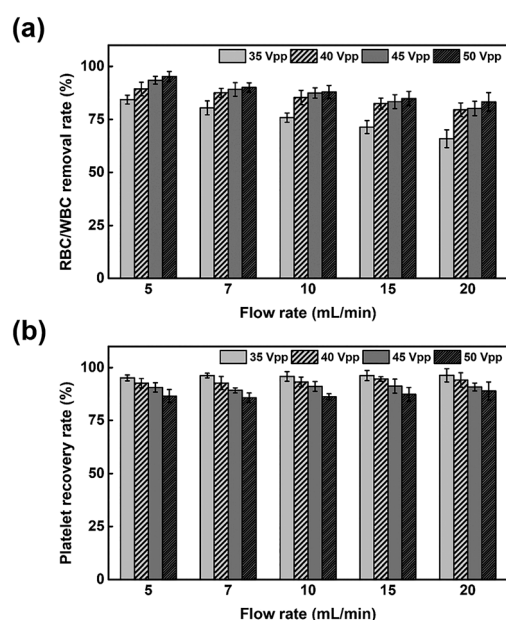 (a)
35 Vpp 40 Vpp 45 Vpp 50 Vpp
RBC/WBC removal rate (%)
100
75
50
25
0
5 7 10 15 20
Flow rate (mL/min)
(b)
35 Vpp 40 Vpp 45 Vpp 50 Vpp
Platelet recovery rate (%)
100
75
50
25
0
5 7 10 15 20
Flow rate (mL/min)